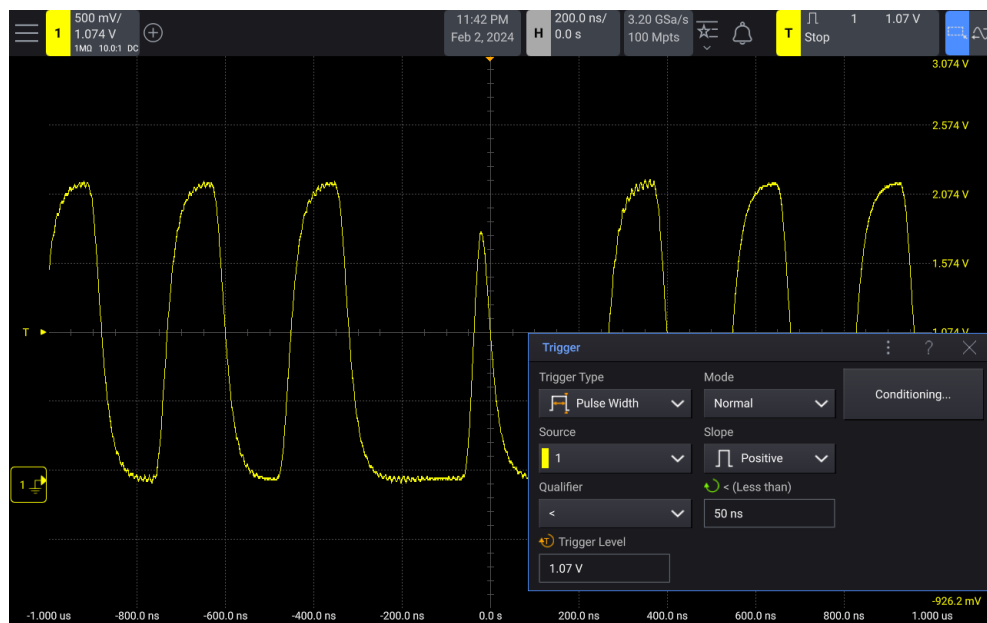 500 mV/
1 1.074 V
1MΩ 10.0:1 DC
11:42 PM
Feb 2, 2024
H 200.0 ns/
0.0 s
3.20 GSa/s
100 Mpts
T 1 1.07 V
Stop
3.074 V
2.574 V
2.074 V
1.574 V
T
1.074 V
1
Trigger
?
Trigger Type
Mode
Pulse Width
Normal
Conditioning...
Source
Slope
1
Positive
Qualifier
< (Less than)
<
50 ns
T Trigger Level
1.07 V
-926.2 mV
-1.000 us -800.0 ns -600.0 ns -400.0 ns -200.0 ns 0.0 s 200.0 ns 400.0 ns 600.0 ns 800.0 ns 1.000 us